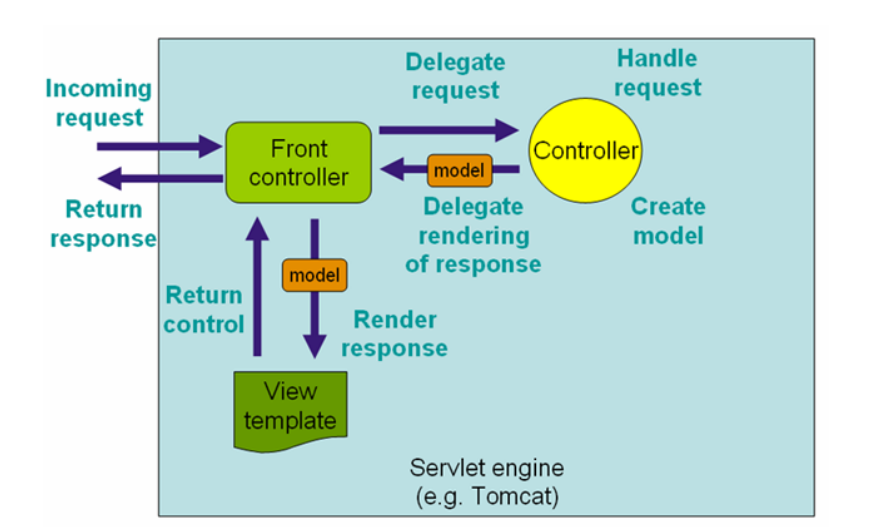 Incoming
request
Return
response
Front
controller
Delegate
request
Handle
request
Controller
model
Delegate
rendering
of response
Create
model
model
Return
control
Render
response
View
template
Servlet engine
(e.g. Tomcat)